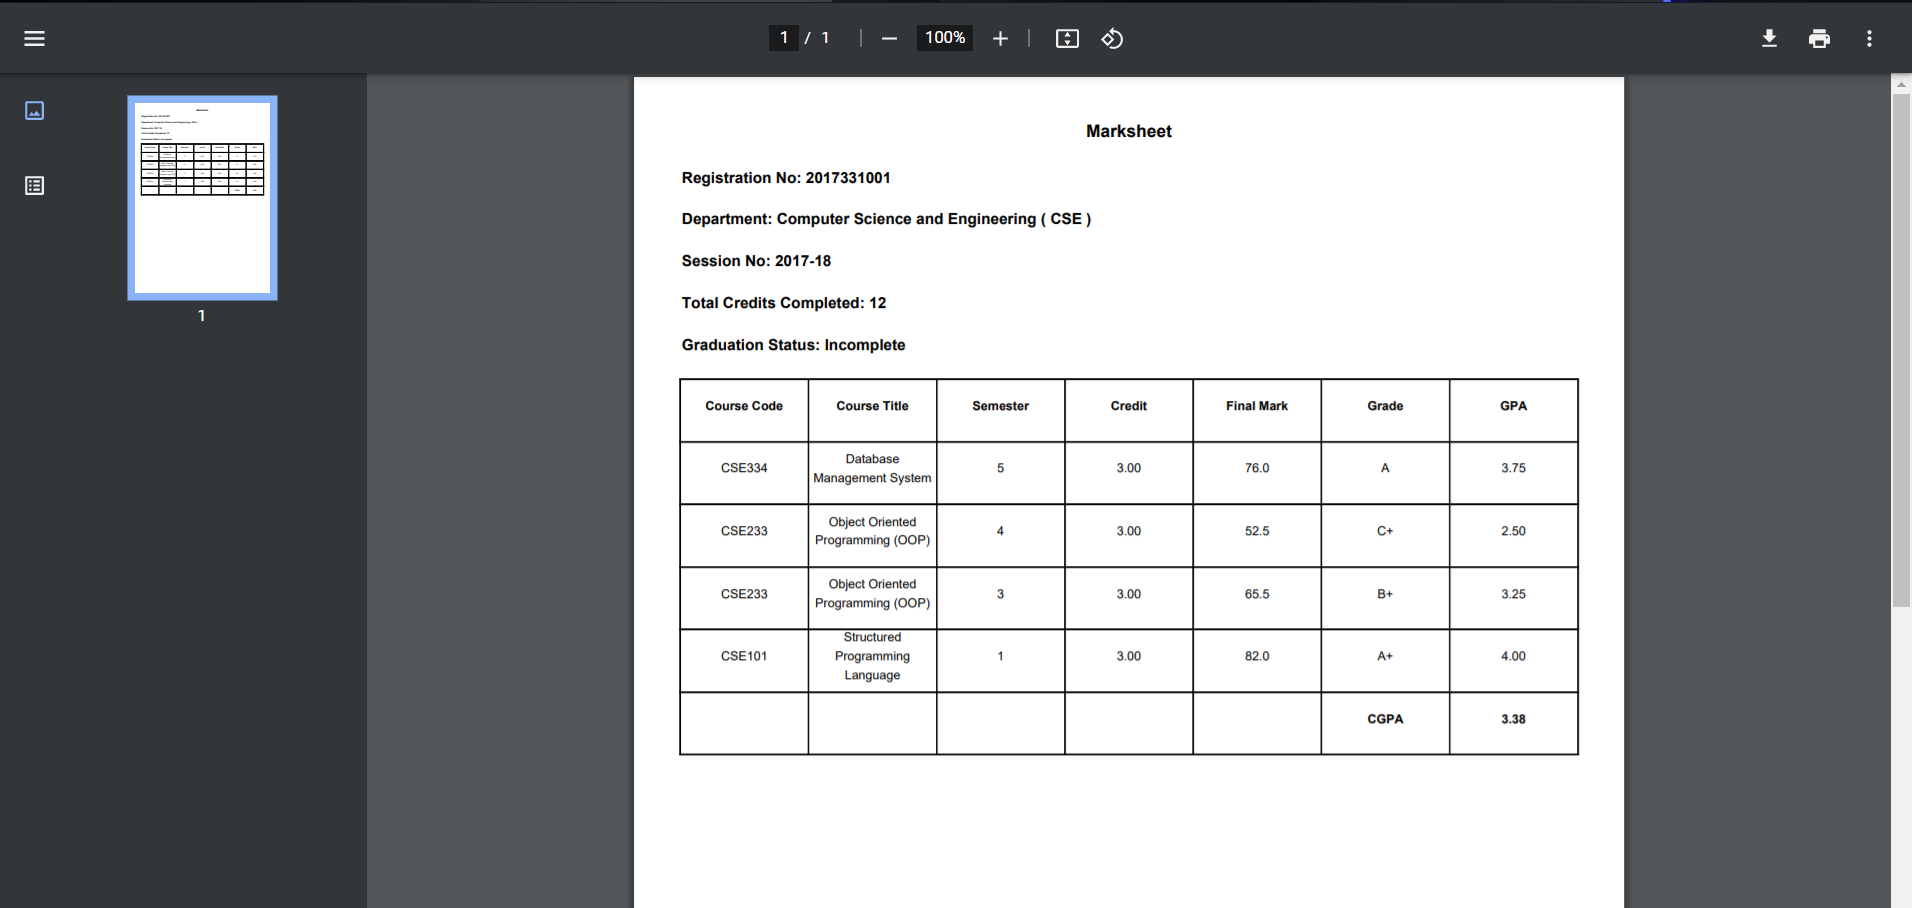 1 / 1
100%
1
Marksheet
Registration No: 2017331001
Department: Computer Science and Engineering ( CSE )
Session No: 2017-18
Total Credits Completed: 12
Graduation Status: Incomplete
Course Code Course Title Semester Credit Final Mark Grade GPA
CSE334 Database Management System 5 3.00 76.0 A 3.75
CSE233 Object Oriented Programming (OOP) 4 3.00 52.5 C+ 2.50
CSE233 Object Oriented Programming (OOP) 3 3.00 65.5 B+ 3.25
CSE101 Structured Programming Language 1 3.00 82.0 A+ 4.00
CGPA 3.38